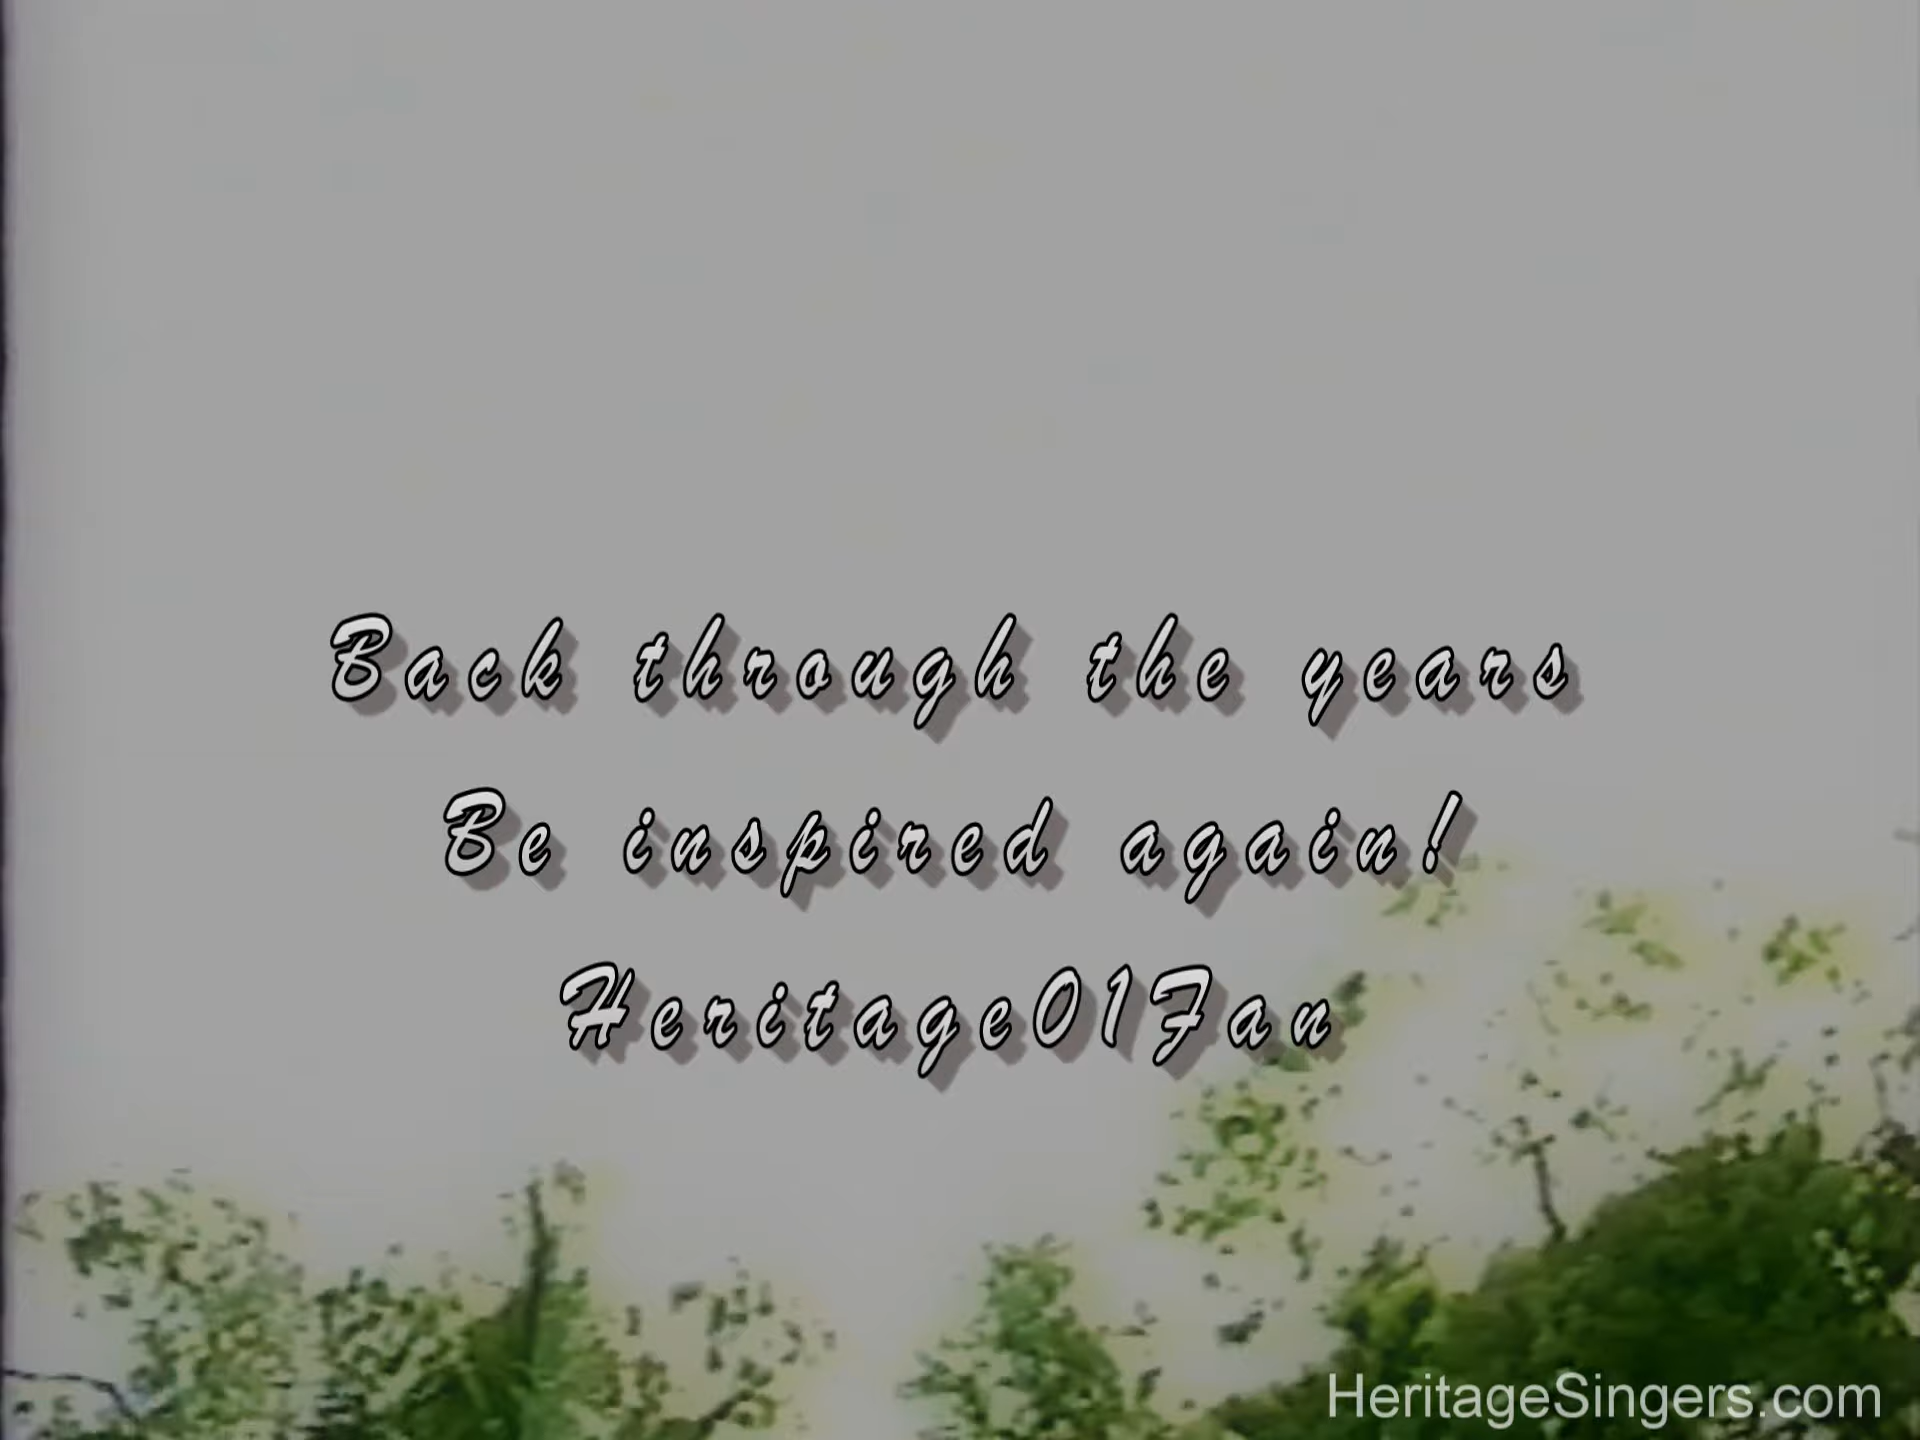 Back through the years
Be inspired again!
Heritage01Fan
HeritageSingers.com